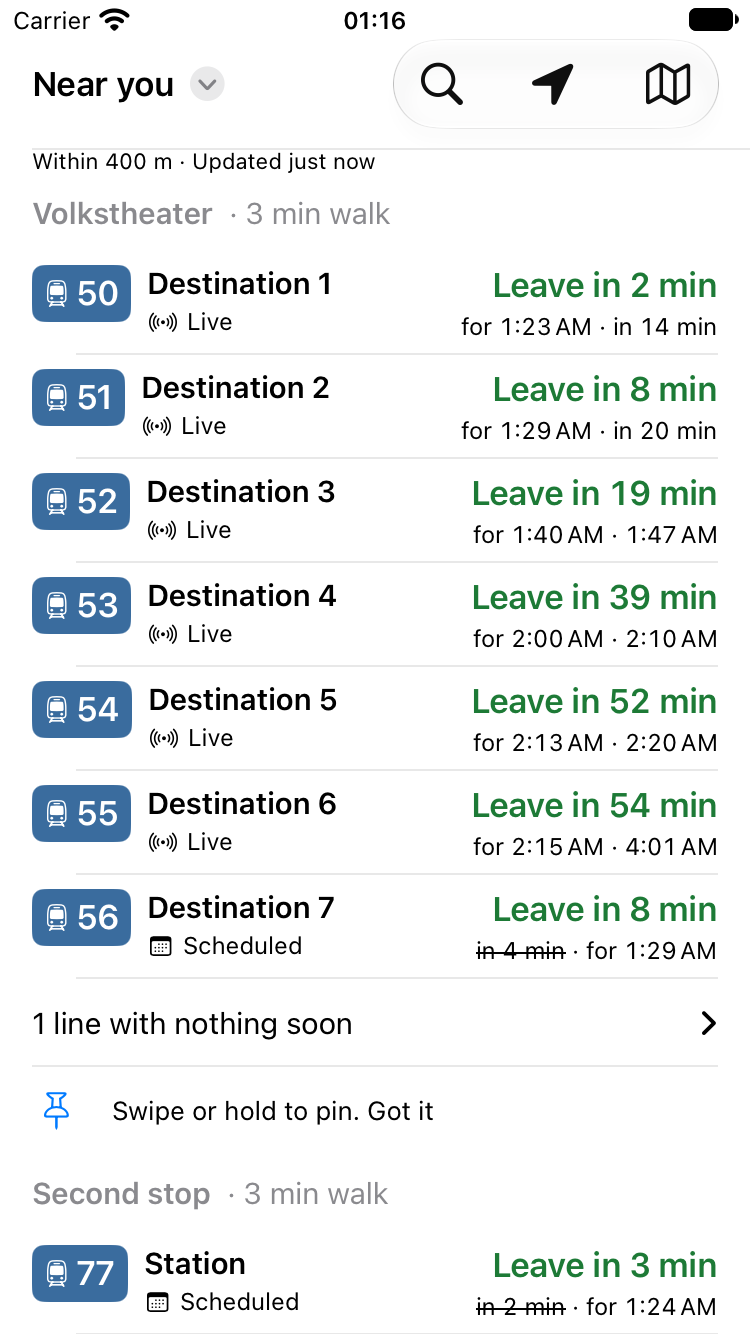 Carrier 01:16
Near you
Within 400 m · Updated just now
Volkstheater · 3 min walk
50 Destination 1 Leave in 2 min
Live for 1:23 AM · in 14 min
51 Destination 2 Leave in 8 min
Live for 1:29 AM · in 20 min
52 Destination 3 Leave in 19 min
Live for 1:40 AM · 1:47 AM
53 Destination 4 Leave in 39 min
Live for 2:00 AM · 2:10 AM
54 Destination 5 Leave in 52 min
Live for 2:13 AM · 2:20 AM
55 Destination 6 Leave in 54 min
Live for 2:15 AM · 4:01 AM
56 Destination 7 Leave in 8 min
Scheduled in 4 min · for 1:29 AM
1 line with nothing soon
Swipe or hold to pin. Got it
Second stop · 3 min walk
77 Station Leave in 3 min
Scheduled in 2 min · for 1:24 AM